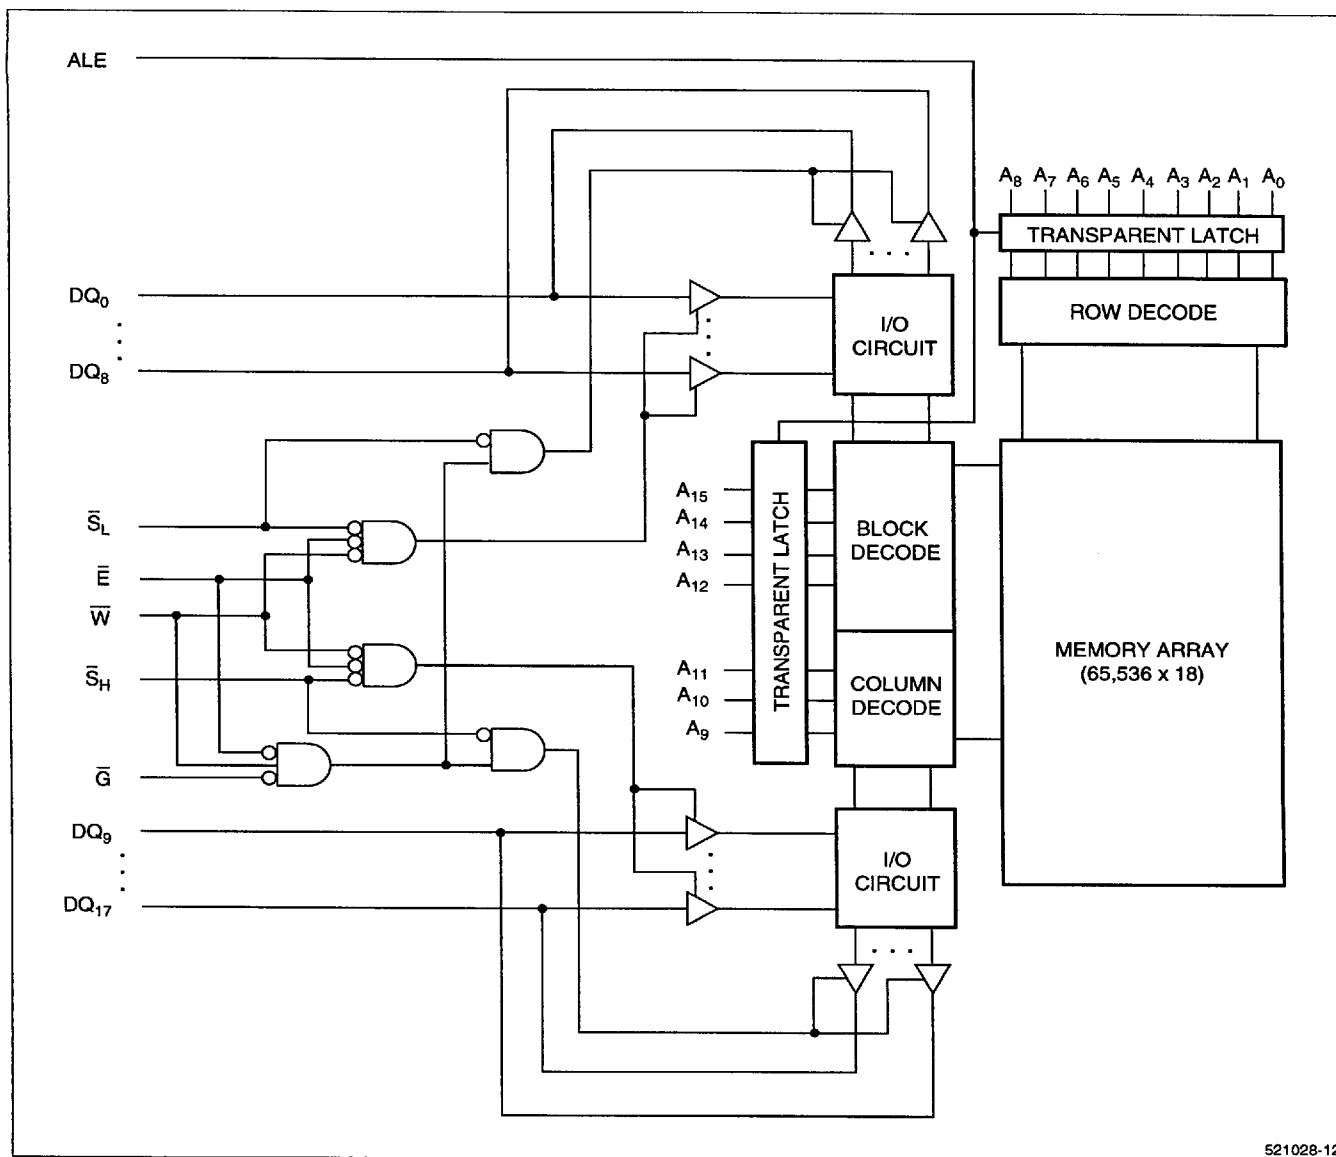 ALE
A8 A7 A6 A5 A4 A3 A2 A1 A0
TRANSPARENT LATCH
ROW DECODE
DQ0
DQ8
I/O
CIRCUIT
S̅L
E̅
W̅
S̅H
G̅
A15
A14
A13
A12
A11
A10
A9
TRANSPARENT LATCH
BLOCK
DECODE
COLUMN
DECODE
MEMORY ARRAY
(65,536 x 18)
DQ9
DQ17
I/O
CIRCUIT
521028-12